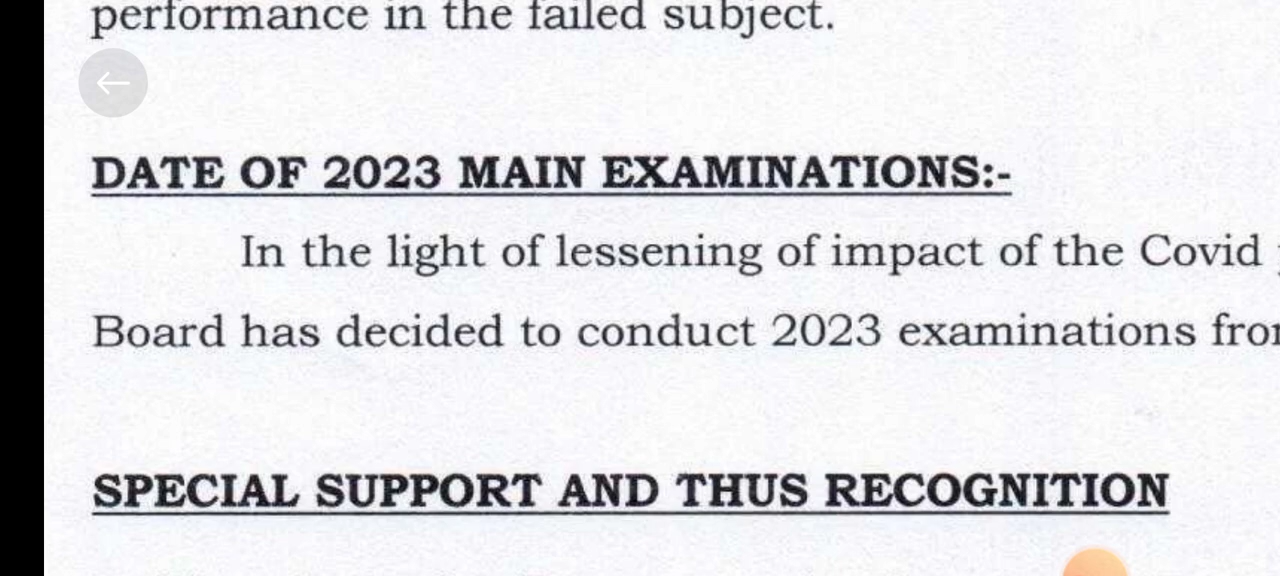 performance in the failed subject.
DATE OF 2023 MAIN EXAMINATIONS:-
In the light of lessening of impact of the Covid
Board has decided to conduct 2023 examinations
SPECIAL SUPPORT AND THUS RECOGNITION